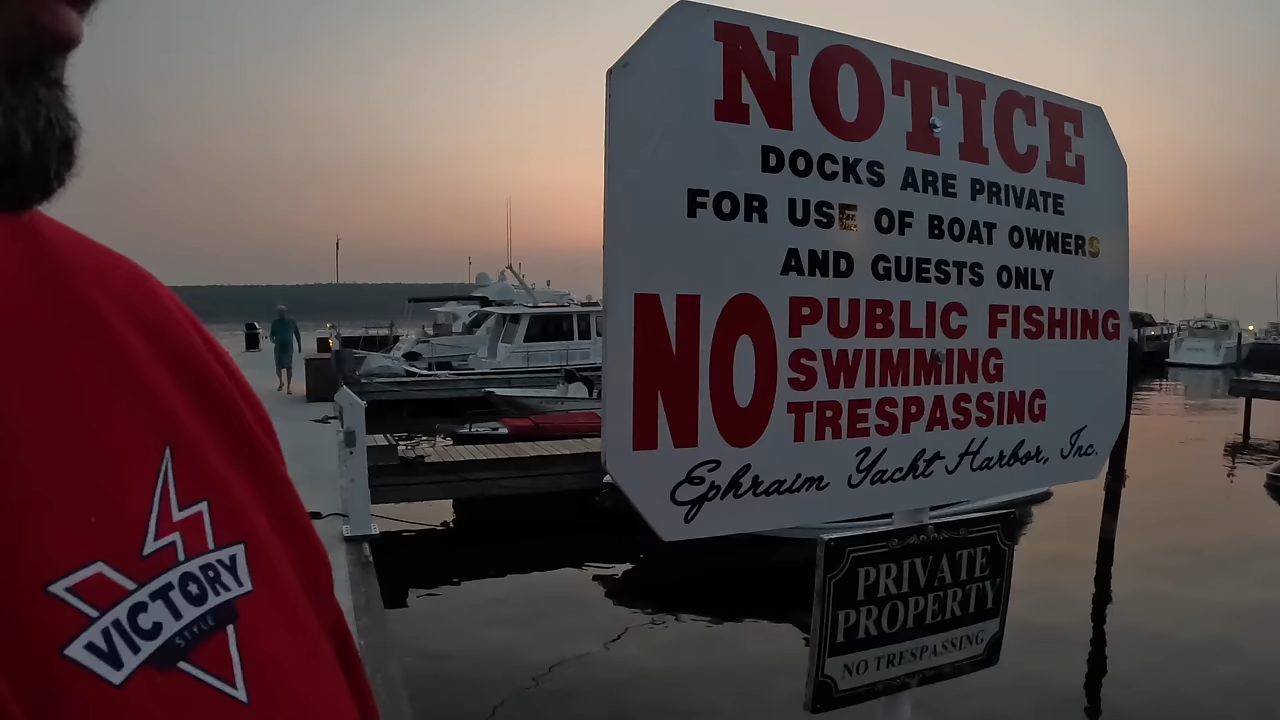 NOTICE
DOCKS ARE PRIVATE
FOR USE OF BOAT OWNERS
AND GUESTS ONLY
NO PUBLIC FISHING
SWIMMING
TRESPASSING
Ephraim Yacht Harbor, Inc.
PRIVATE
PROPERTY
NO TRESPASSING
VICTORY
STYLE